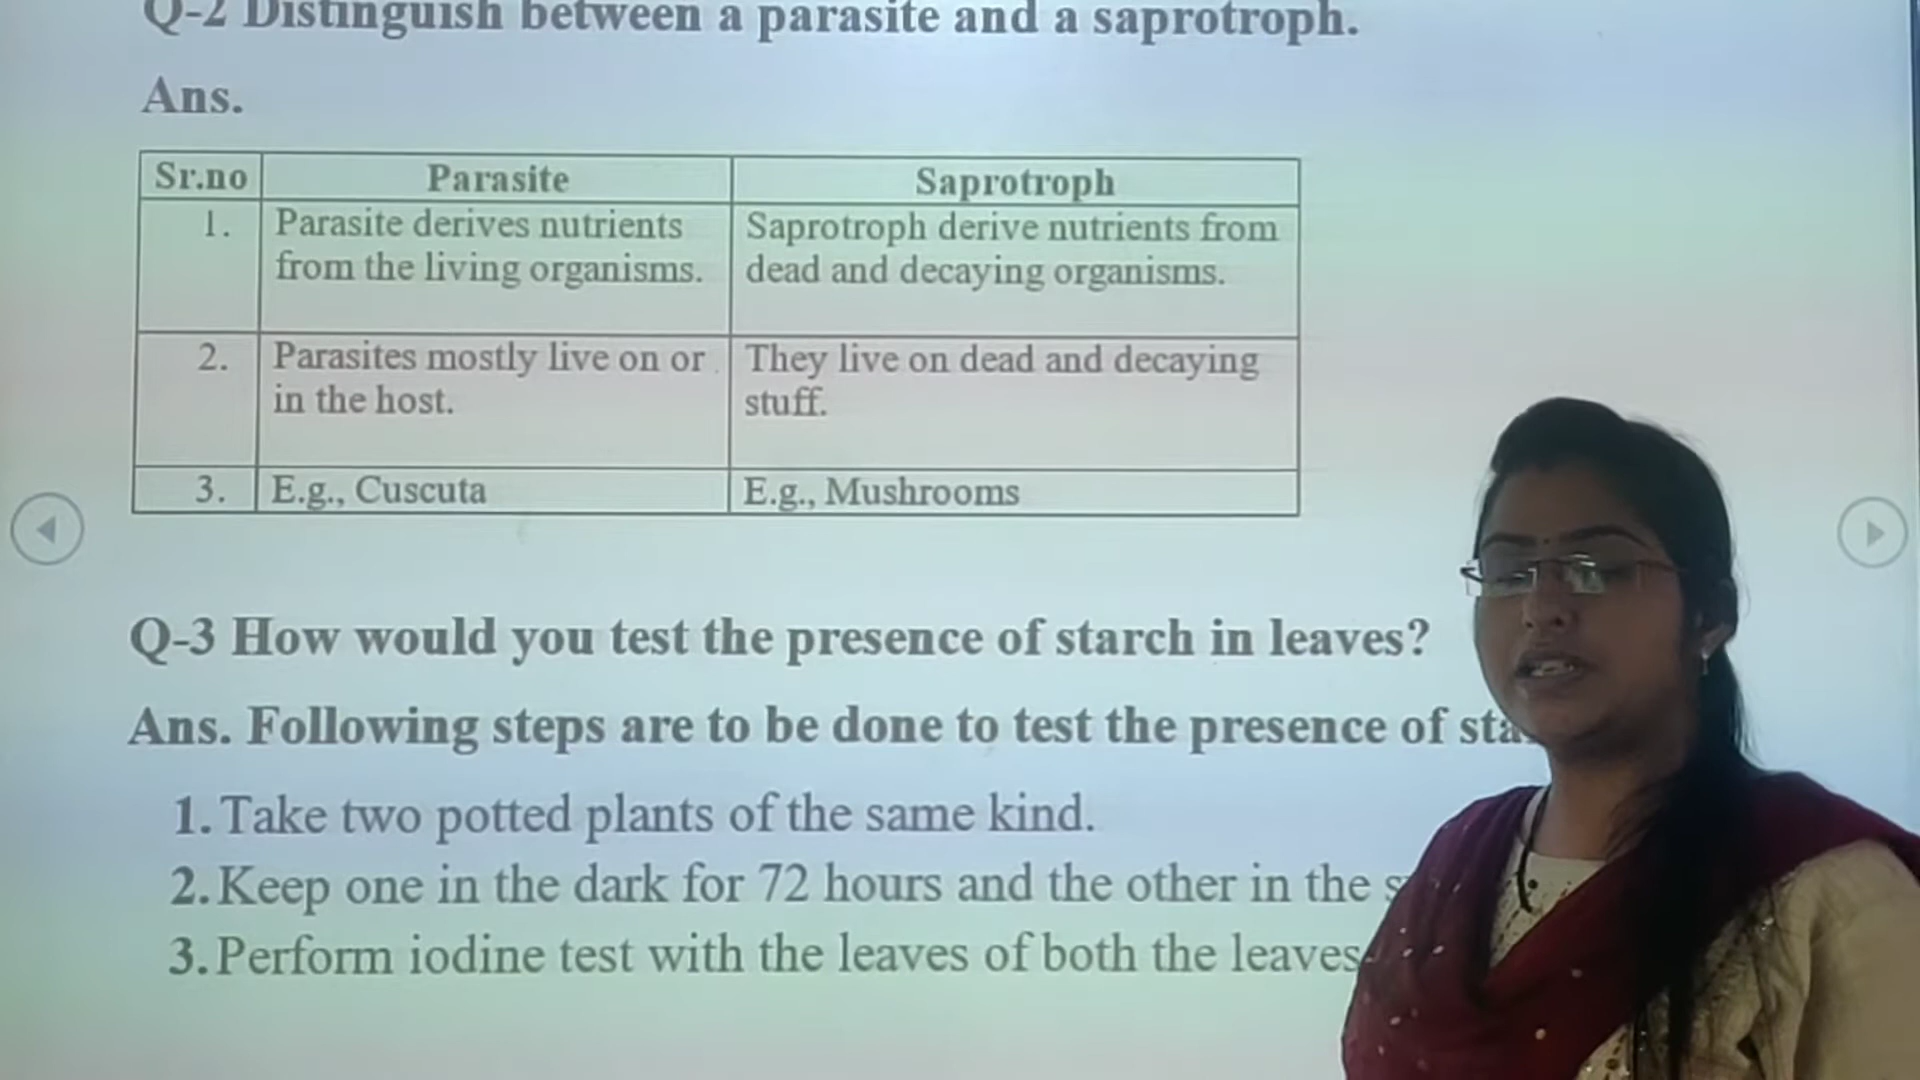 Q-2 Distinguish between a parasite and a saprotroph.
Ans.
Sr.no Parasite Saprotroph
1. Parasite derives nutrients Saprotroph derive nutrients from
from the living organisms. dead and decaying organisms.
2. Parasites mostly live on or They live on dead and decaying
in the host. stuff.
3. E.g., Cuscuta E.g., Mushrooms
Q-3 How would you test the presence of starch in leaves?
Ans. Following steps are to be done to test the presence of
1. Take two potted plants of the same kind.
2. Keep one in the dark for 72 hours and the other in the
3. Perform iodine test with the leaves of both the leaves